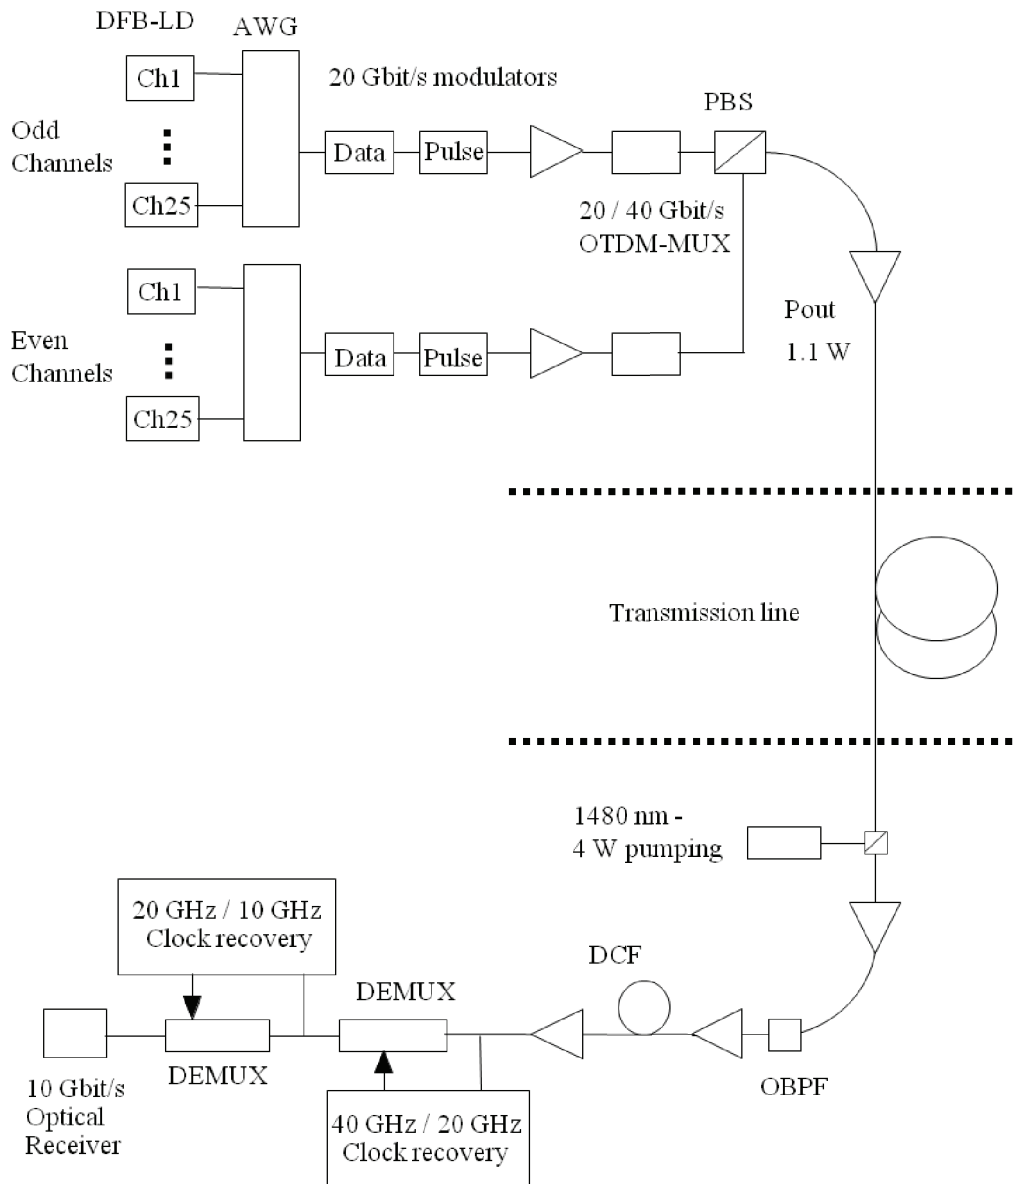 DFB-LD
AWG
Ch1
20 Gbit/s modulators
PBS
Odd
Channels
Data
Pulse
Ch25
20 / 40 Gbit/s
OTDM-MUX
Ch1
Pout
1.1 W
Even
Channels
Data
Pulse
Ch25
Transmission line
1480 nm -
4 W pumping
20 GHz / 10 GHz
Clock recovery
DCF
DEMUX
DEMUX
OBPF
10 Gbit/s
Optical
Receiver
40 GHz / 20 GHz
Clock recovery